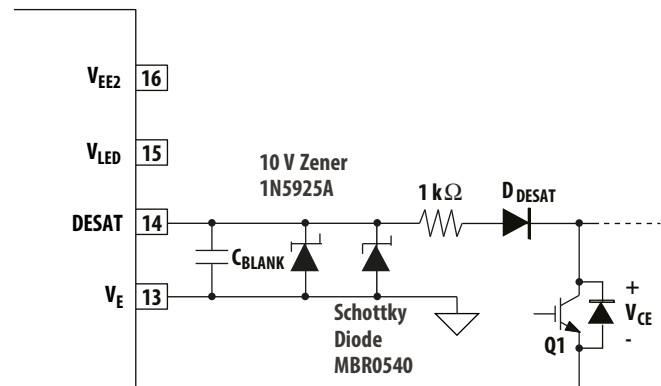 VEE2 16
VLED 15
10 V Zener
1N5925A
1 kΩ
DDESAT
DESAT 14
CBLANK
VE 13
Schottky
Diode
MBR0540
Q1
+
VCE
-